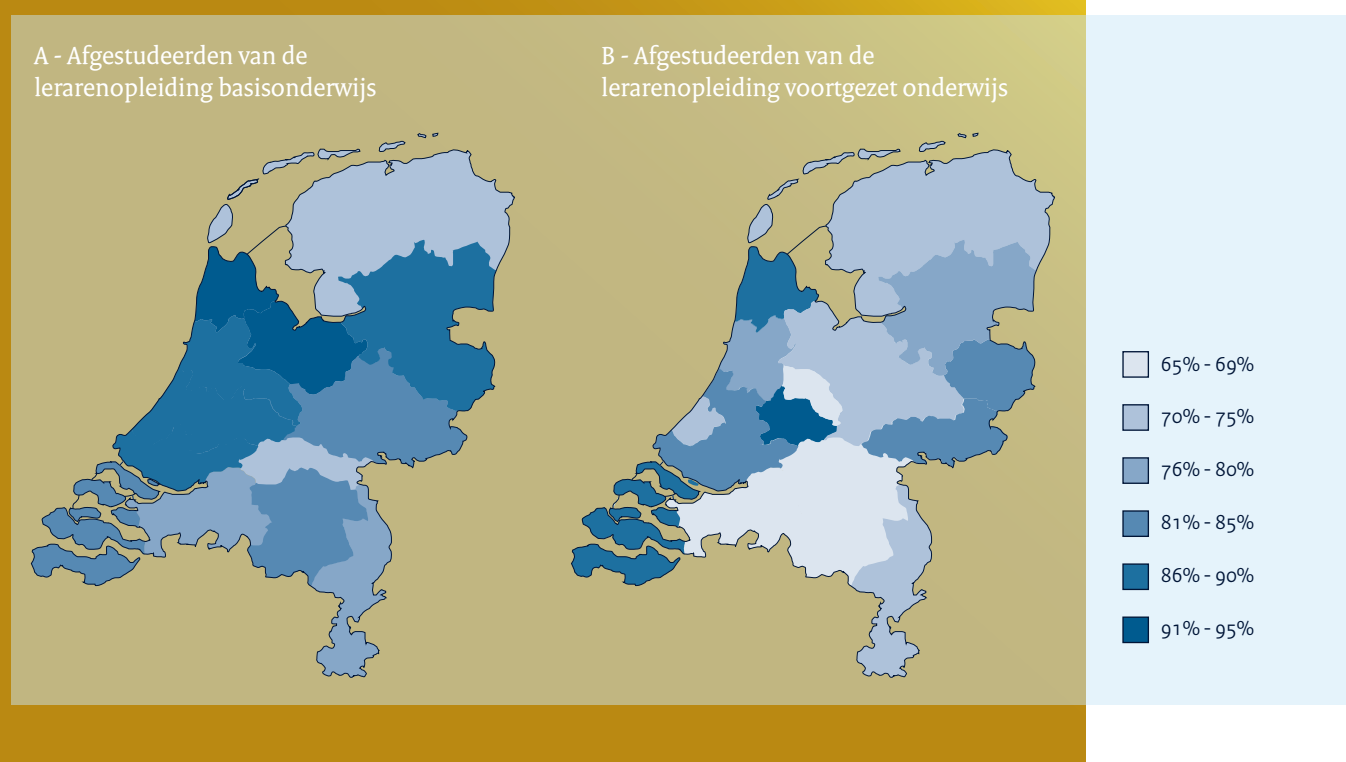 A - Afgestudeerden van de
lerarenopleiding basisonderwijs
B - Afgestudeerden van de
lerarenopleiding voortgezet onderwijs
65% - 69%
70% - 75%
76% - 80%
81% - 85%
86% - 90%
91% - 95%